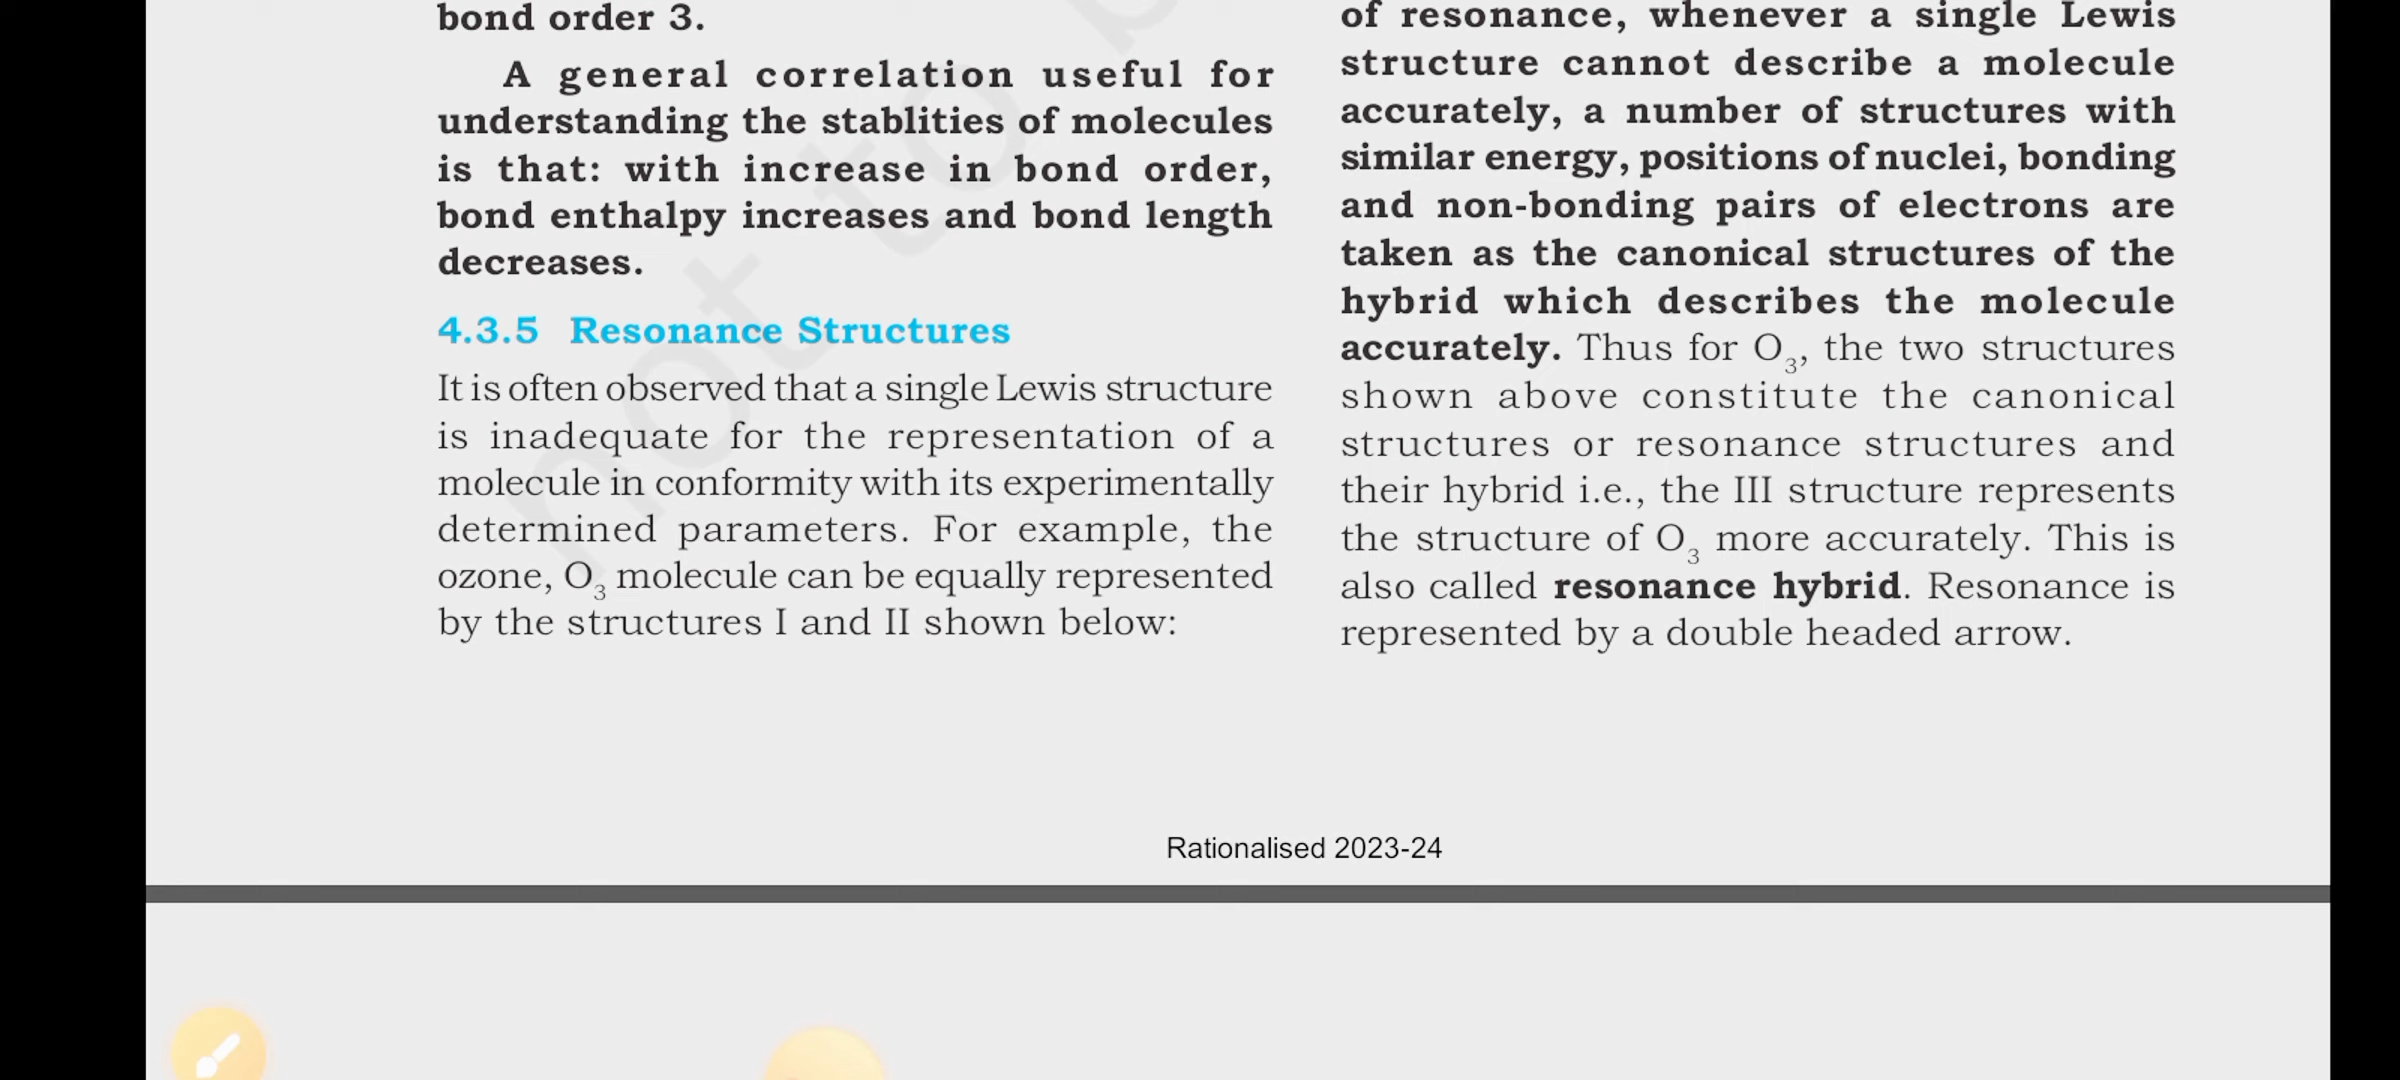 bond order 3.
A general correlation useful for
understanding the stablities of molecules
is that: with increase in bond order,
bond enthalpy increases and bond length
decreases.
4.3.5 Resonance Structures
It is often observed that a single Lewis structure
is inadequate for the representation of a
molecule in conformity with its experimentally
determined parameters. For example, the
ozone, O₃ molecule can be equally represented
by the structures I and II shown below:
of resonance, whenever a single Lewis
structure cannot describe a molecule
accurately, a number of structures with
similar energy, positions of nuclei, bonding
and non-bonding pairs of electrons are
taken as the canonical structures of the
hybrid which describes the molecule
accurately. Thus for O₃, the two structures
shown above constitute the canonical
structures or resonance structures and
their hybrid i.e., the III structure represents
the structure of O₃ more accurately. This is
also called resonance hybrid. Resonance is
represented by a double headed arrow.
not to b
Rationalised 2023-24